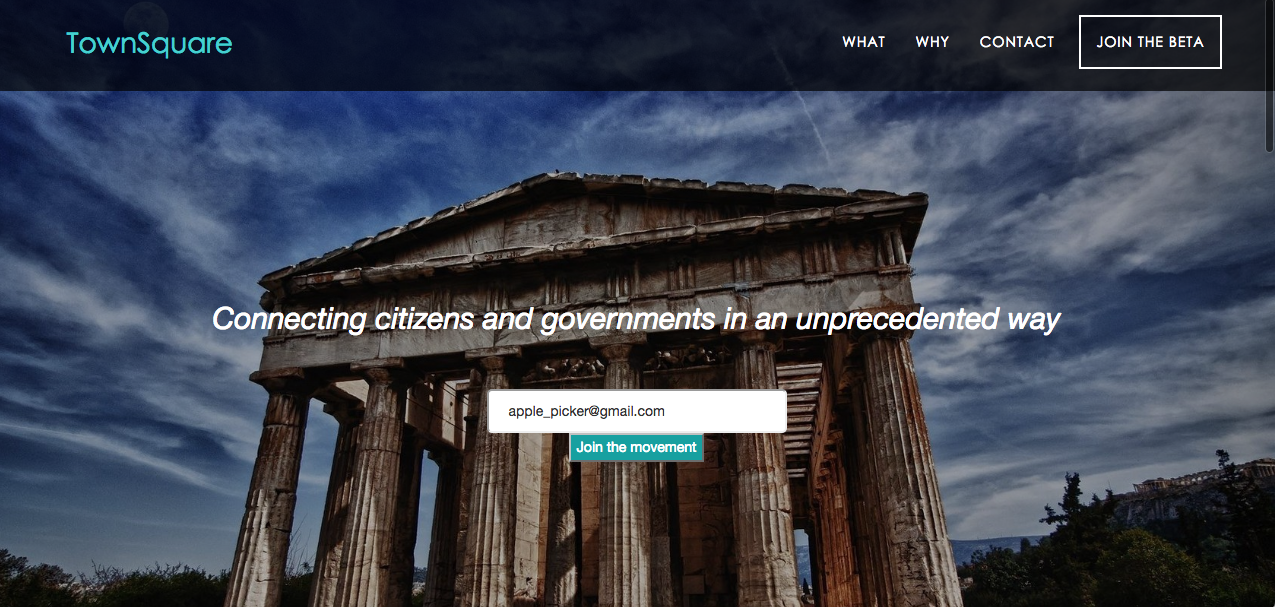 TownSquare
WHAT WHY CONTACT JOIN THE BETA
Connecting citizens and governments in an unprecedented way
apple_picker@gmail.com
Join the movement